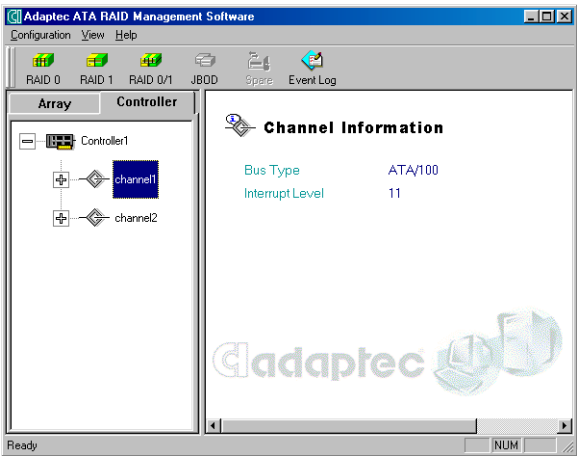 Adaptec ATA RAID Management Software
Configuration View Help
RAID 0 RAID 1 RAID 0/1 JBOD Spare Event Log
Array Controller
Controller1
channel1
channel2
Channel Information
Bus Type ATA/100
Interrupt Level 11
adaptec
Ready NUM